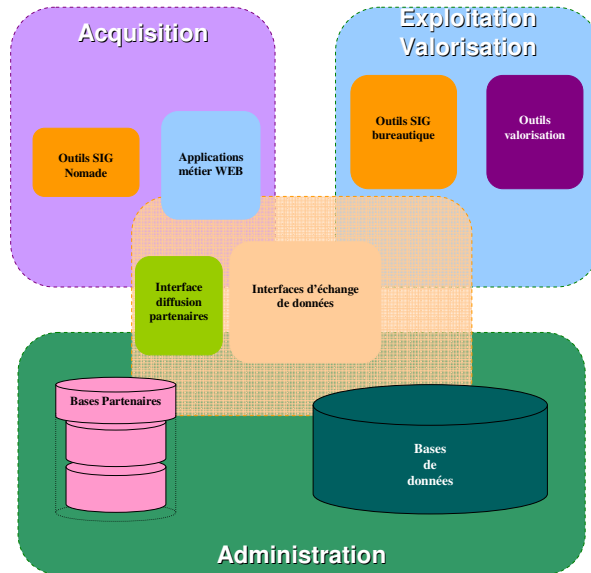 Acquisition
Exploitation
Valorisation
Outils SIG
Nomade
Applications
métier WEB
Outils SIG
bureautique
Outils
valorisation
Interface
diffusion
partenaires
Interfaces d'échange
de données
Bases Partenaires
Bases
de
données
Administration